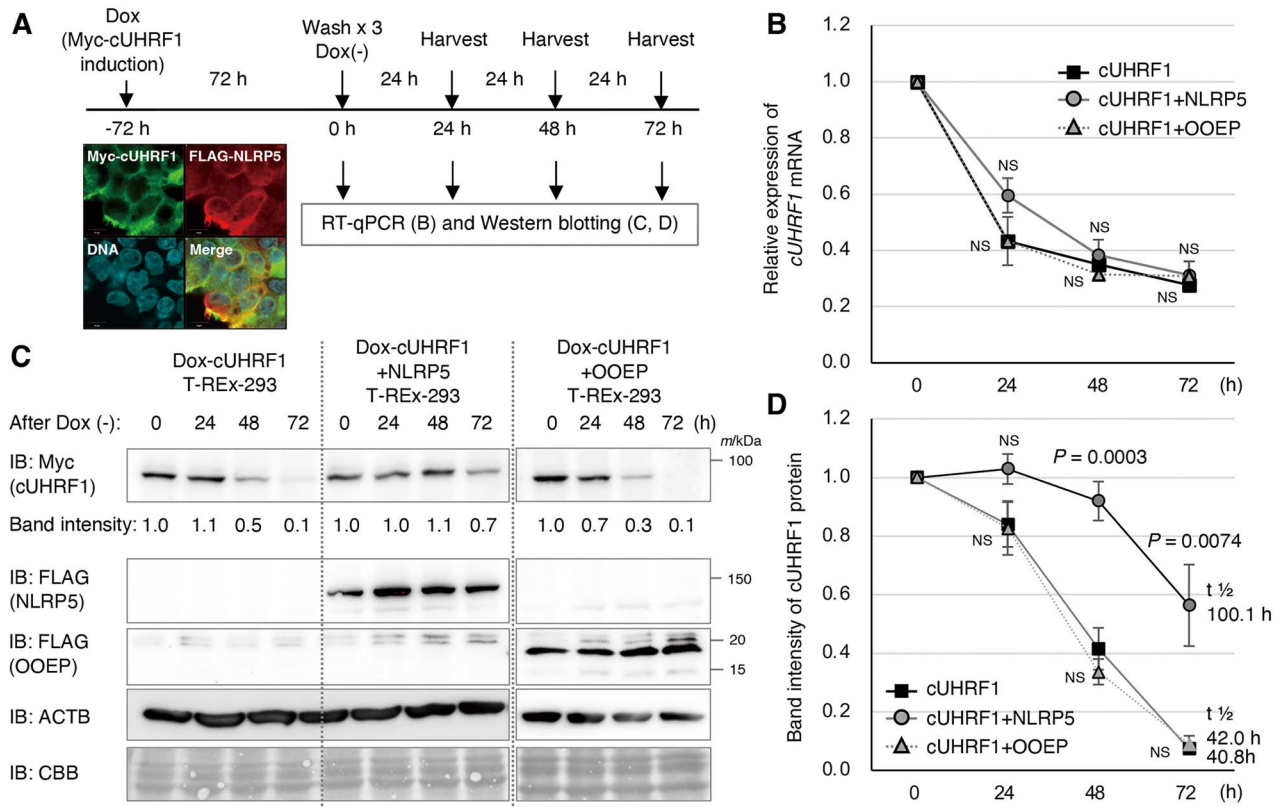 A
Dox
(Myc-cUHRF1
induction)
72 h
Wash x 3
Dox(-)
24 h
Harvest
24 h
Harvest
24 h
Harvest
-72 h
0 h
24 h
48 h
72 h
Myc-cUHRF1
FLAG-NLRP5
DNA
Merge
RT-qPCR (B) and Western blotting (C, D)
B
Relative expression of
cUHRF1 mRNA
1.2
1.0
0.8
0.6
0.4
0.2
0.0
cUHRF1
cUHRF1+NLRP5
cUHRF1+OOEP
NS
NS
NS
NS
NS
NS
0 24 48 72 (h)
C
Dox-cUHRF1
T-REx-293
Dox-cUHRF1
+NLRP5
T-REx-293
Dox-cUHRF1
+OOEP
T-REx-293
After Dox (-): 0 24 48 72 0 24 48 72 0 24 48 72 (h)
m/kDa
IB: Myc
(cUHRF1)
100
Band intensity: 1.0 1.1 0.5 0.1 1.0 1.0 1.1 0.7 1.0 0.7 0.3 0.1
IB: FLAG
(NLRP5)
150
IB: FLAG
(OOEP)
20
15
IB: ACTB
IB: CBB
D
Band intensity of cUHRF1 protein
1.2
1.0
0.8
0.6
0.4
0.2
0.0
NS
P = 0.0003
P = 0.0074
NS
t ½
100.1 h
NS
cUHRF1
cUHRF1+NLRP5
cUHRF1+OOEP
t ½
42.0 h
40.8h
NS
0 24 48 72 (h)